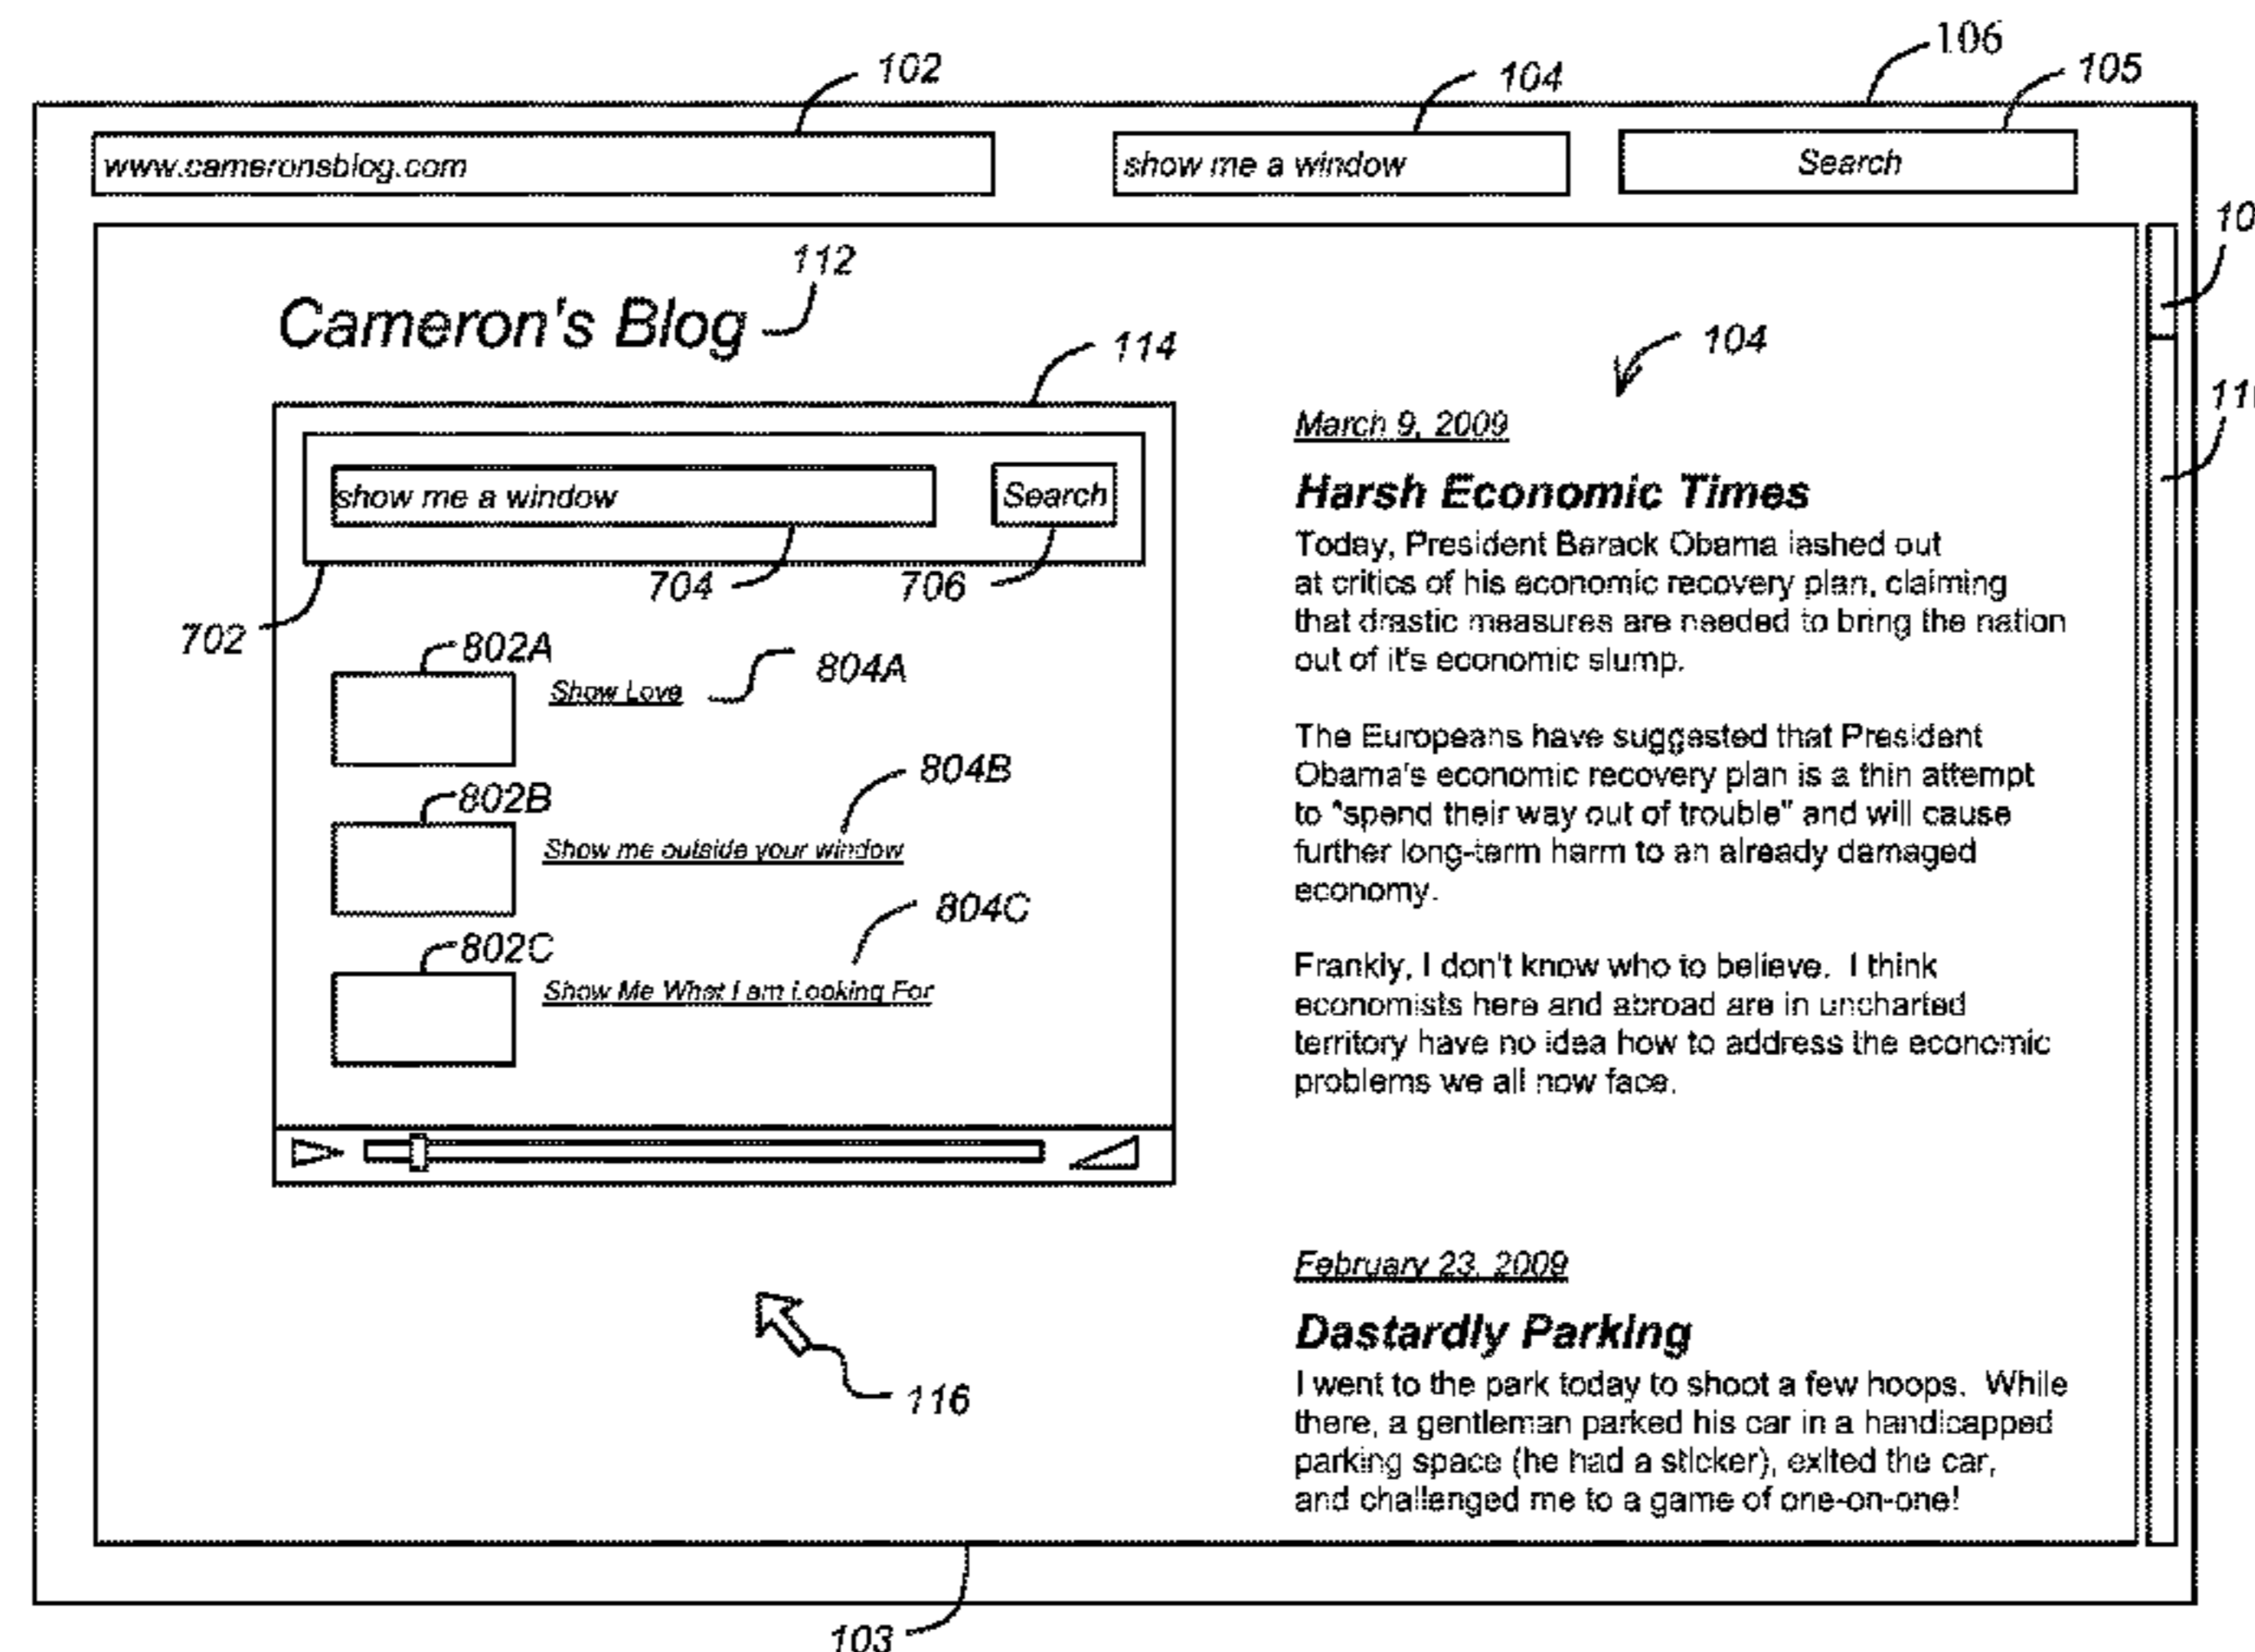 106
102
104
105
www.cameronsblog.com
show me a window
Search
112
Cameron's Blog
114
104
March 9, 2009
show me a window
Search
Harsh Economic Times
Today, President Barack Obama lashed out
at critics of his economic recovery plan, claiming
that drastic measures are needed to bring the nation
out of it's economic slump.
704
706
702
802A
804A
Show Love
The Europeans have suggested that President
Obama's economic recovery plan is a thin attempt
to "spend their way out of trouble" and will cause
further long-term harm to an already damaged
economy.
804B
802B
Show me outside your window
804C
802C
Show Me What I am Looking For
Frankly, I don't know who to believe. I think
economists here and abroad are in uncharted
territory have no idea how to address the economic
problems we all now face.
February 23, 2009
Dastardly Parking
I went to the park today to shoot a few hoops. While
there, a gentleman parked his car in a handicapped
parking space (he had a sticker), exited the car,
and challenged me to a game of one-on-one!
116
103